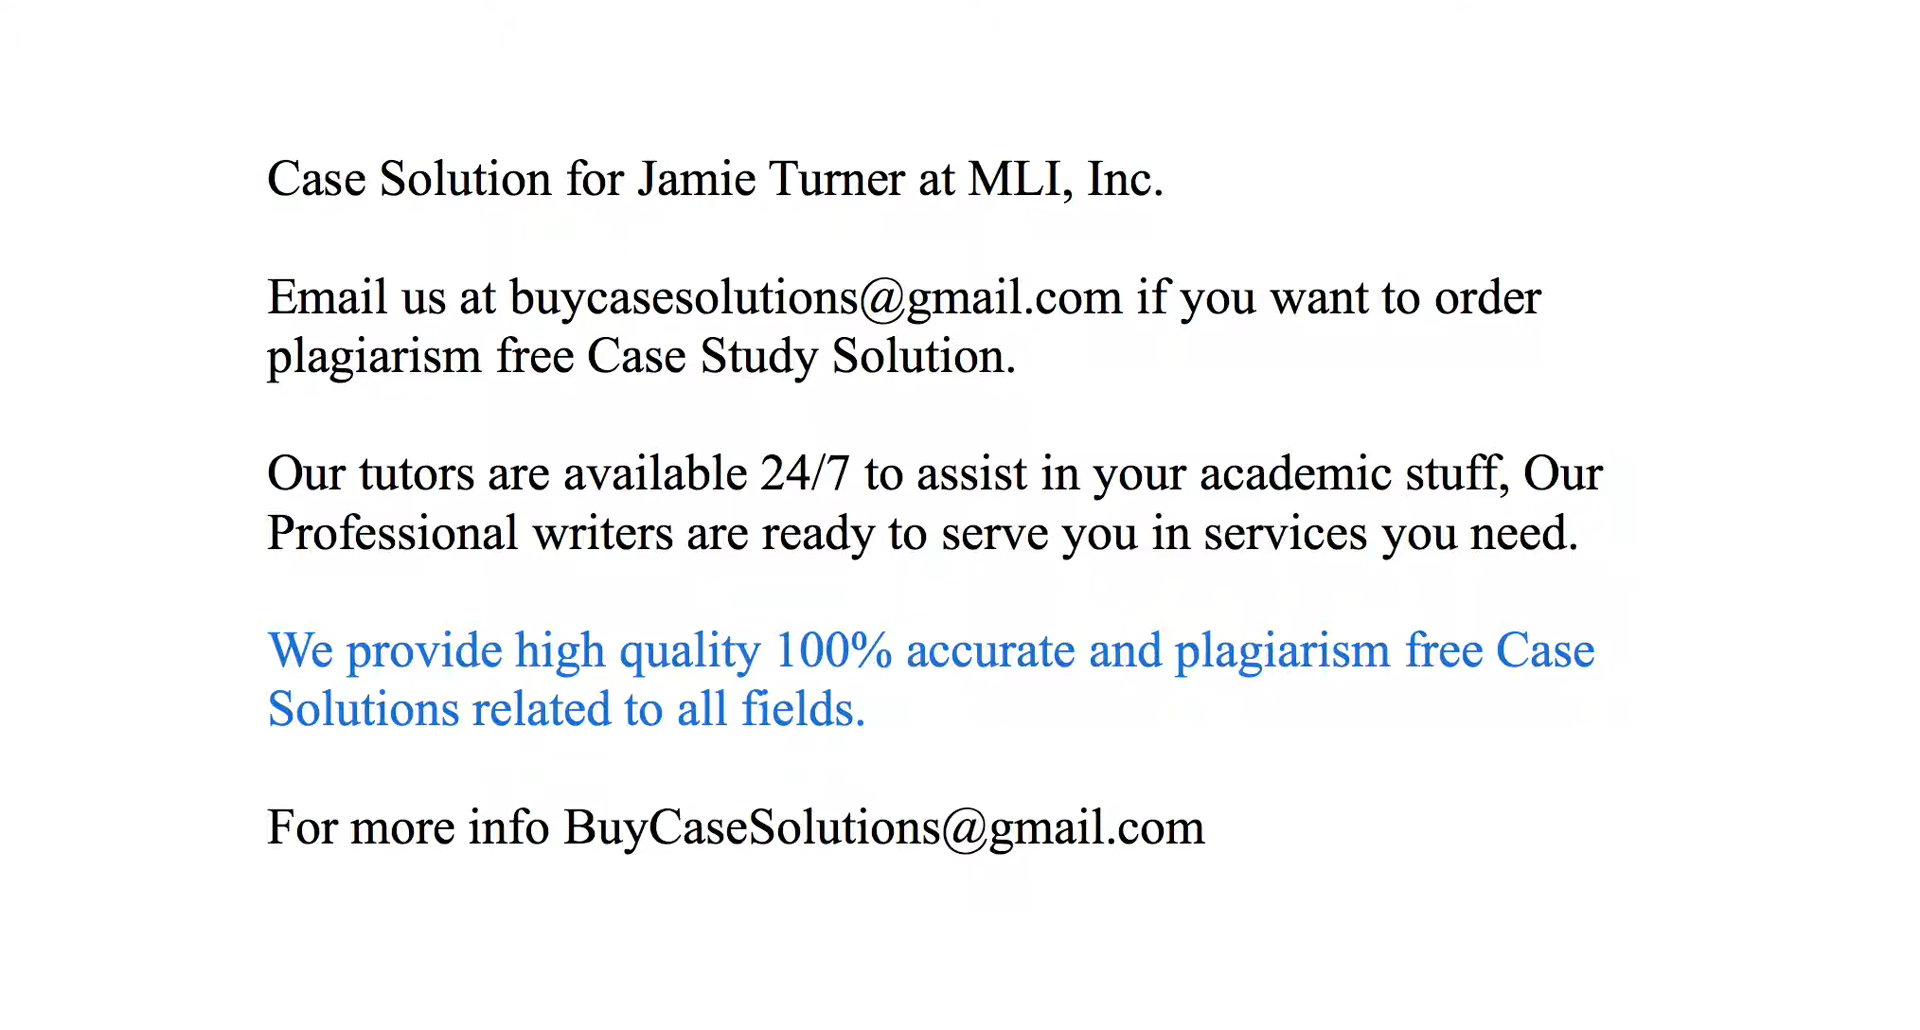 Case Solution for Jamie Turner at MLI, Inc.
Email us at buycasesolutions@gmail.com if you want to order
plagiarism free Case Study Solution.
Our tutors are available 24/7 to assist in your academic stuff, Our
Professional writers are ready to serve you in services you need.
We provide high quality 100% accurate and plagiarism free Case
Solutions related to all fields.
For more info BuyCaseSolutions@gmail.com